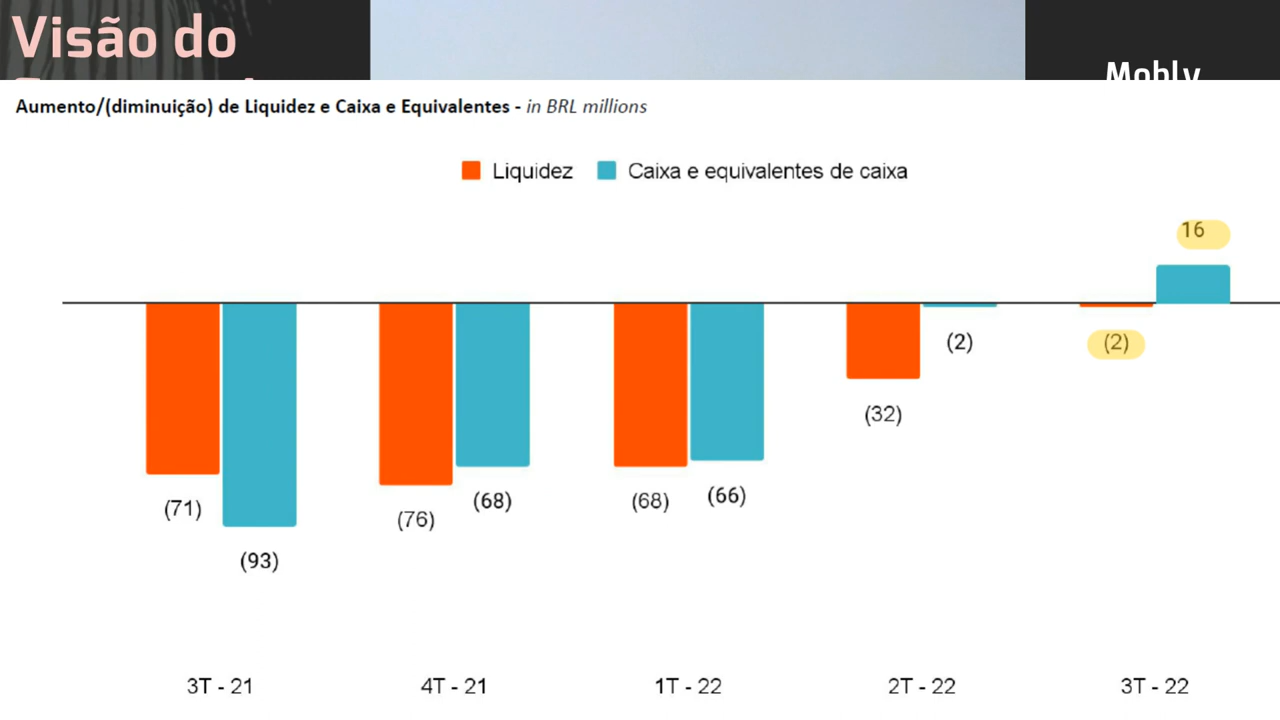 Visão do
Mobly
Aumento/(diminuição) de Liquidez e Caixa e Equivalentes - in BRL millions
Liquidez Caixa e equivalentes de caixa
16
(2) (2)
(32)
(71) (76) (68) (68) (66)
(93)
3T - 21 4T - 21 1T - 22 2T - 22 3T - 22